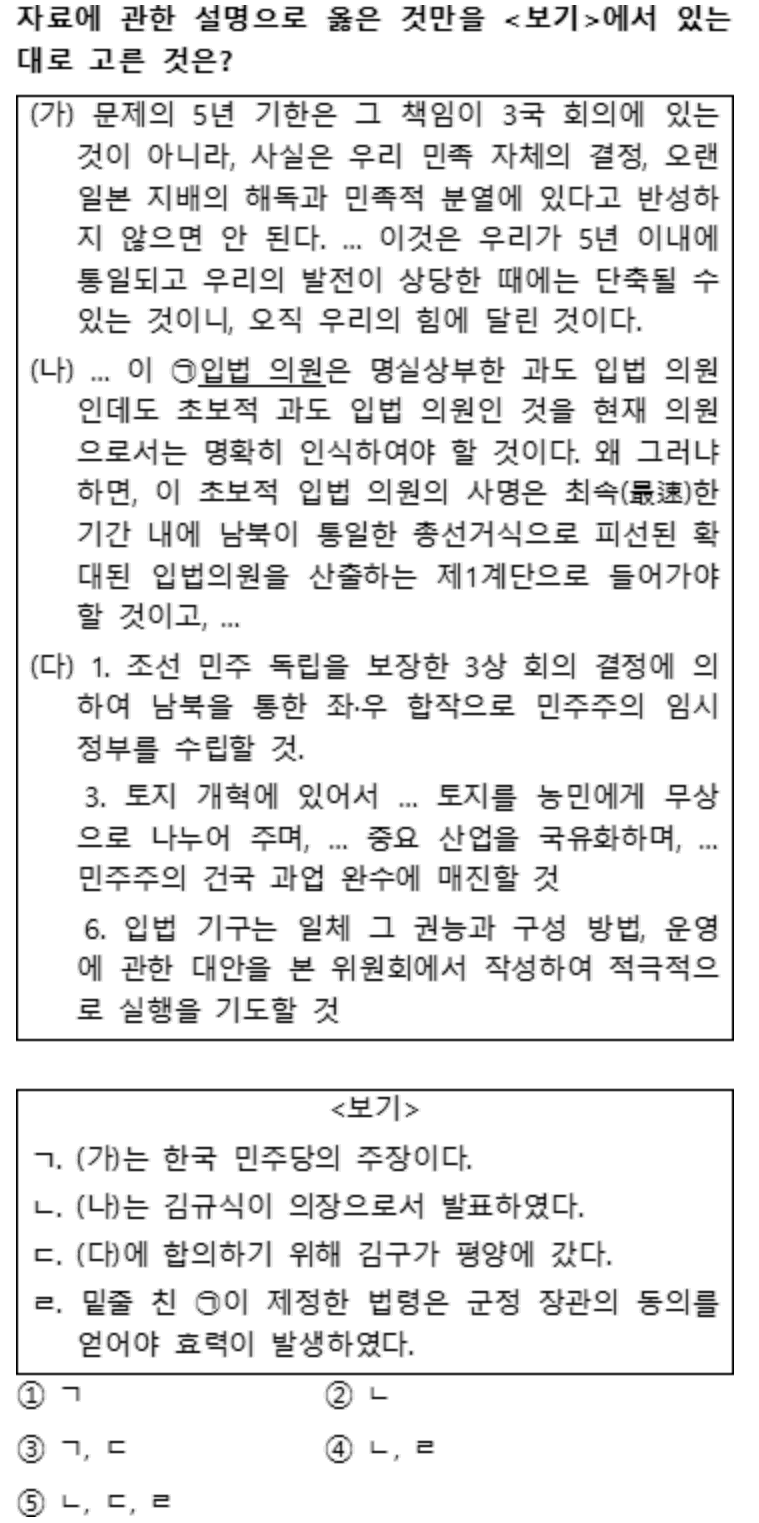 자료에 관한 설명으로 옳은 것만을 <보기>에서 있는
대로 고른 것은?
(가) 문제의 5년 기한은 그 책임이 3국 회의에 있는
것이 아니라, 사실은 우리 민족 자체의 결정, 오랜
일본 지배의 해독과 민족적 분열에 있다고 반성하
지 않으면 안 된다. ... 이것은 우리가 5년 이내에
통일되고 우리의 발전이 상당한 때에는 단축될 수
있는 것이니, 오직 우리의 힘에 달린 것이다.
(나) ... 이 ㉠입법 의원은 명실상부한 과도 입법 의원
인데도 초보적 과도 입법 의원인 것을 현재 의원
으로서는 명확히 인식하여야 할 것이다. 왜 그러냐
하면, 이 초보적 입법 의원의 사명은 최속(最速)한
기간 내에 남북이 통일한 총선거식으로 피선된 확
대된 입법의원을 산출하는 제1계단으로 들어가야
할 것이고, ...
(다) 1. 조선 민주 독립을 보장한 3상 회의 결정에 의
하여 남북을 통한 좌·우 합작으로 민주주의 임시
정부를 수립할 것.
3. 토지 개혁에 있어서 ... 토지를 농민에게 무상
으로 나누어 주며, ... 중요 산업을 국유화하며, ...
민주주의 건국 과업 완수에 매진할 것
6. 입법 기구는 일체 그 권능과 구성 방법, 운영
에 관한 대안을 본 위원회에서 작성하여 적극적으
로 실행을 기도할 것
<보기>
ㄱ. (가)는 한국 민주당의 주장이다.
ㄴ. (나)는 김규식이 의장으로서 발표하였다.
ㄷ. (다)에 합의하기 위해 김구가 평양에 갔다.
ㄹ. 밑줄 친 ㉠이 제정한 법령은 군정 장관의 동의를
얻어야 효력이 발생하였다.
① ㄱ ② ㄴ
③ ㄱ, ㄷ ④ ㄴ, ㄹ
⑤ ㄴ, ㄷ, ㄹ